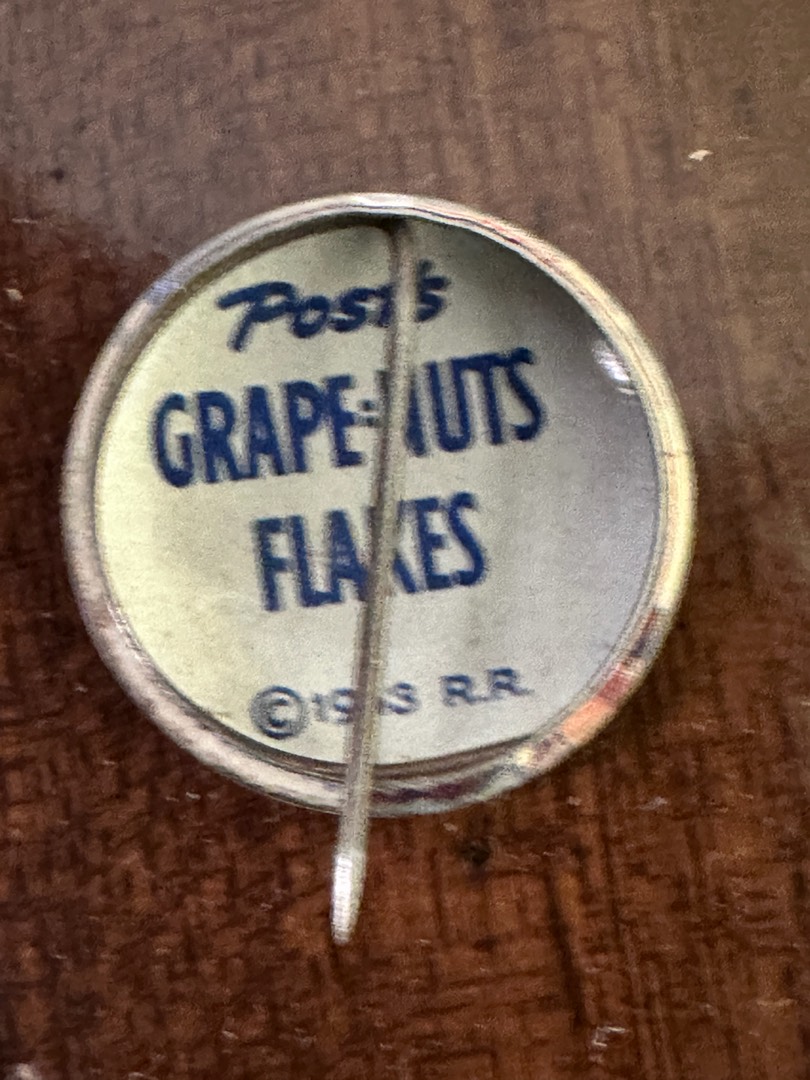 Post's
GRAPE-NUTS
FLAKES
© R.R.